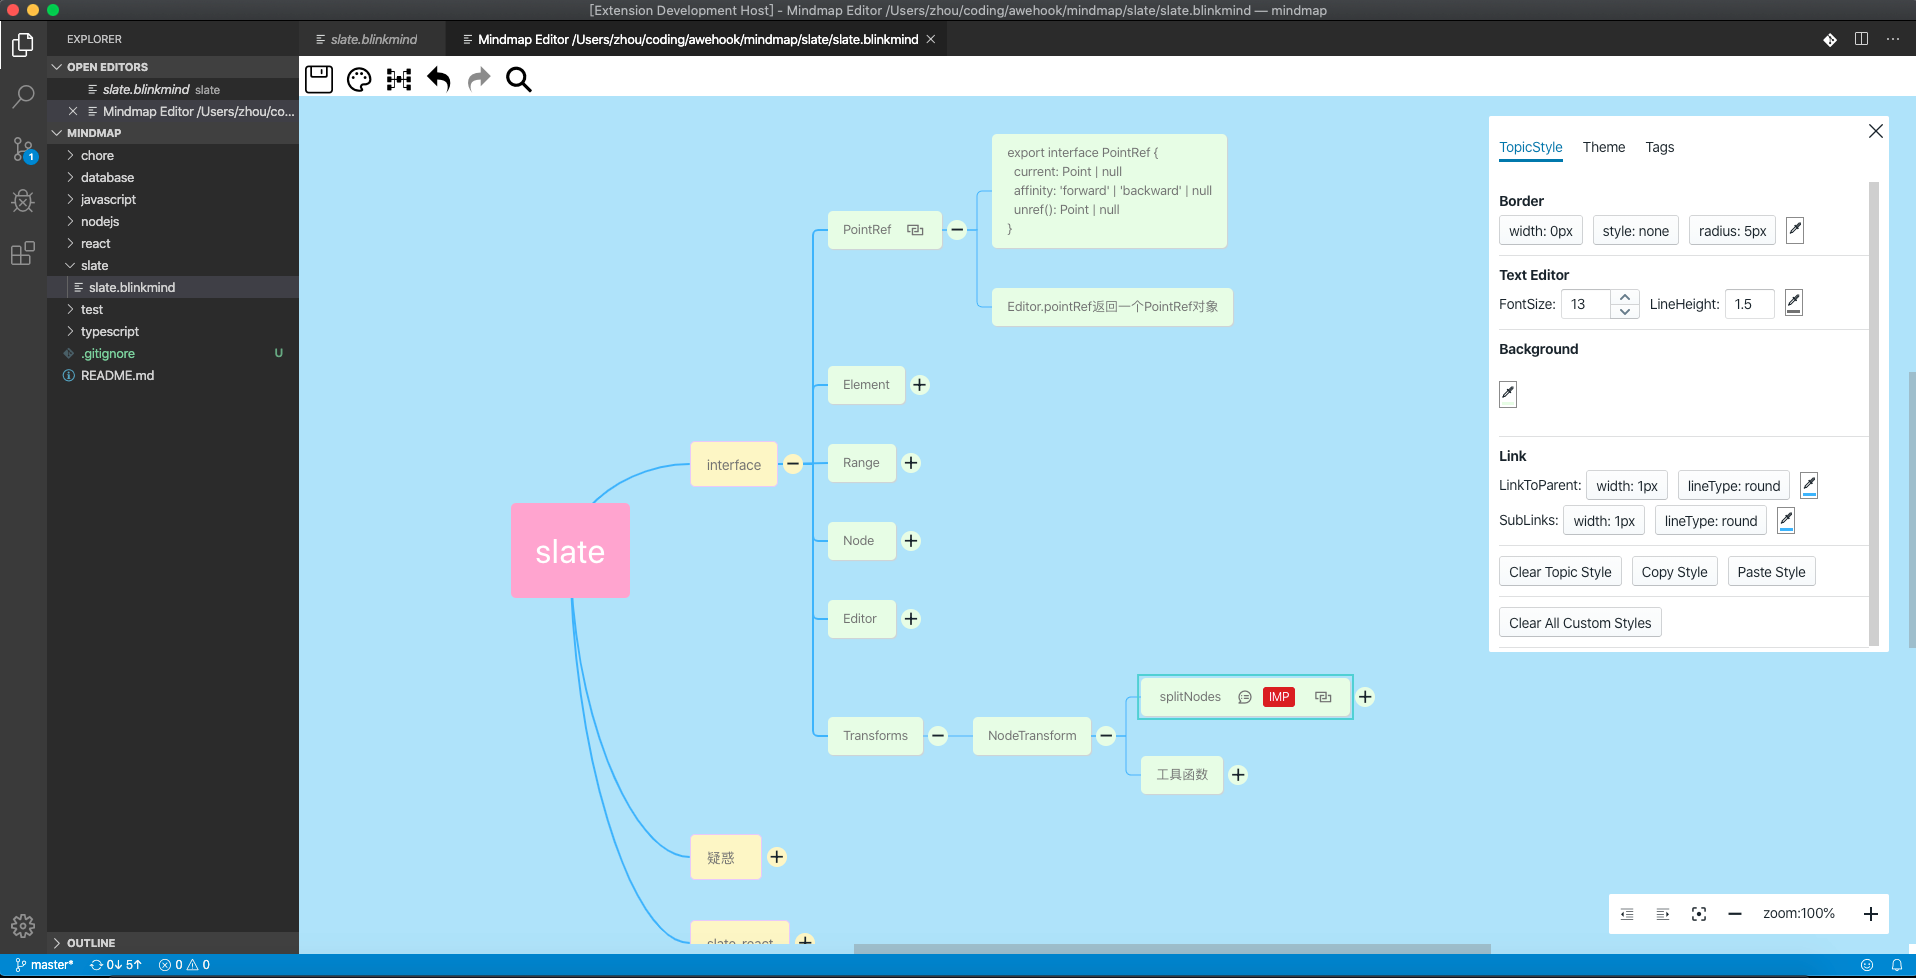 [Extension Development Host] - Mindmap Editor /Users/zhou/coding/awehook/mindmap/slate/slate.blinkmind — mindmap
EXPLORER
slate.blinkmind
Mindmap Editor /Users/zhou/coding/awehook/mindmap/slate/slate.blinkmind
OPEN EDITORS
slate.blinkmind slate
Mindmap Editor /Users/zhou/co...
MINDMAP
chore
database
javascript
nodejs
react
slate
slate.blinkmind
test
typescript
.gitignore U
README.md
OUTLINE
1
export interface PointRef {
current: Point | null
affinity: 'forward' | 'backward' | null
unref(): Point | null
}
PointRef
Editor.pointRef返回一个PointRef对象
Element
interface
Range
Node
slate
Editor
splitNodes IMP
Transforms
NodeTransform
工具函数
疑惑
slate-react
TopicStyle Theme Tags
Border
width: 0px style: none radius: 5px
Text Editor
FontSize: 13 LineHeight: 1.5
Background
Link
LinkToParent: width: 1px lineType: round
SubLinks: width: 1px lineType: round
Clear Topic Style Copy Style Paste Style
Clear All Custom Styles
zoom:100%
master* 0↓ 5↑ 0 0